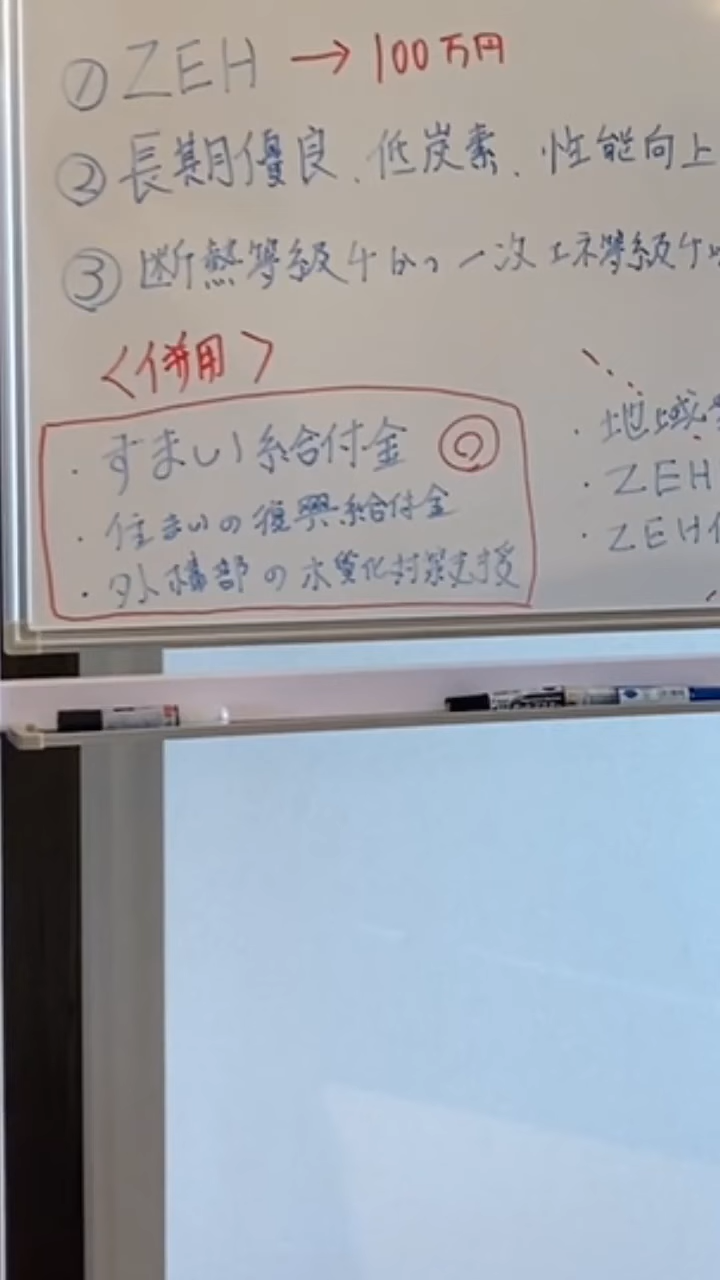 ① ZEH → 100万円
② 長期優良、低炭素、性能向上
③ 断熱等級4かつ一次エネ等級4
〈併用〉
・すまい給付金 ◎
・住まいの復興給付金
・外構部の木質化対策支援
・地域
・ZEH
・ZEH